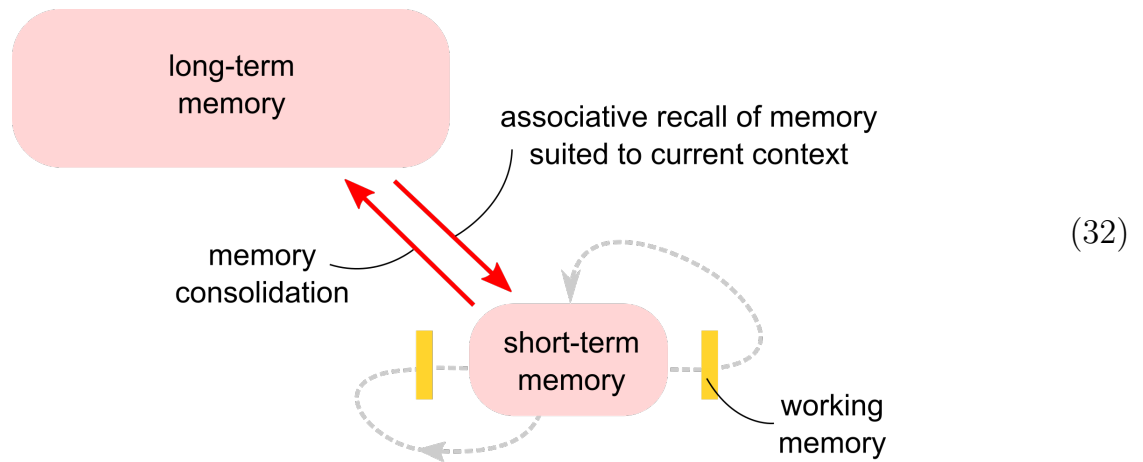 long-term
memory
associative recall of memory
suited to current context
(32)
memory
consolidation
short-term
memory
working
memory